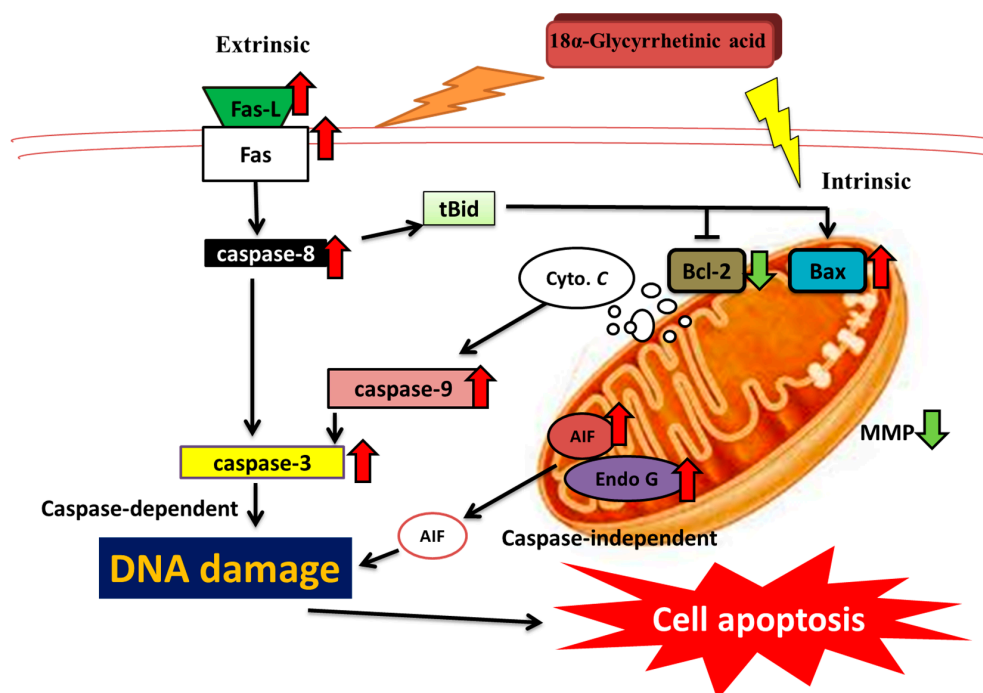 18α-Glycyrrhetinic acid
Extrinsic
Fas-L
Fas
Intrinsic
tBid
caspase-8
Cyto. C
Bcl-2
Bax
caspase-9
AIF
MMP
caspase-3
Endo G
Caspase-dependent
AIF
Caspase-independent
DNA damage
Cell apoptosis